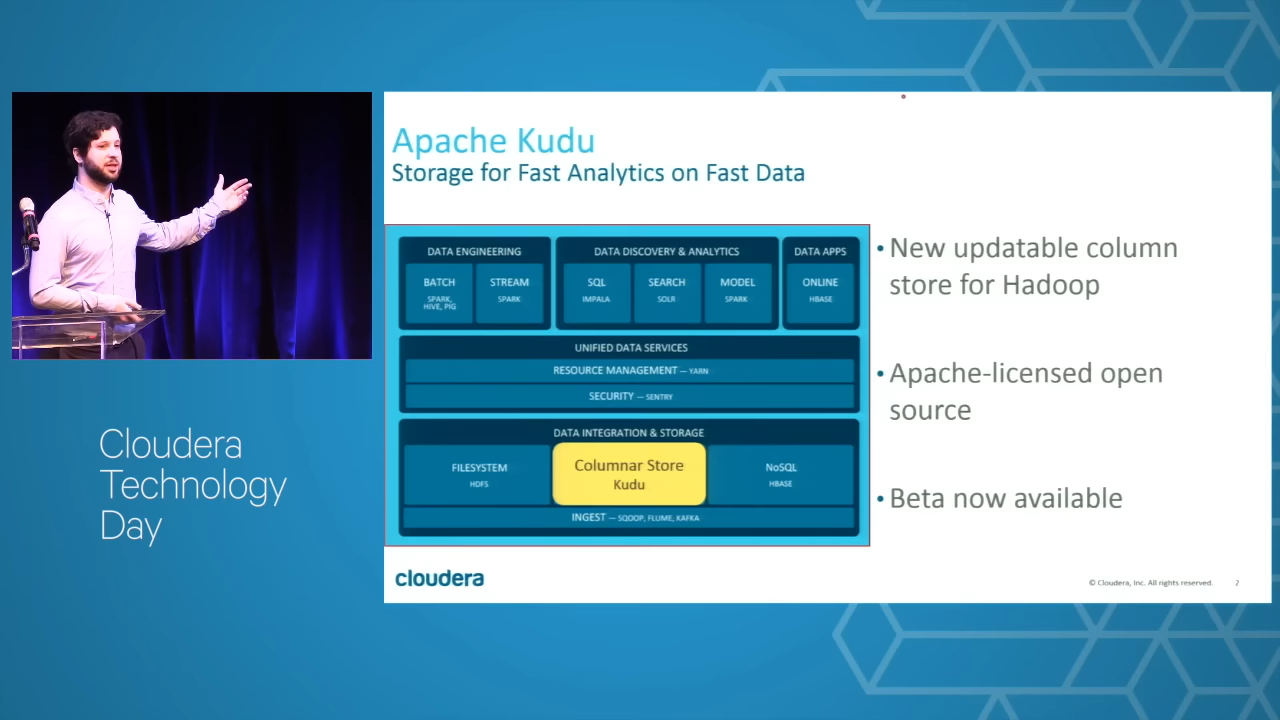 Apache Kudu
Storage for Fast Analytics on Fast Data
DATA ENGINEERING
BATCH
SPARK,
HIVE, PIG
STREAM
SPARK
DATA DISCOVERY & ANALYTICS
SQL
IMPALA
SEARCH
SOLR
MODEL
SPARK
DATA APPS
ONLINE
HBASE
UNIFIED DATA SERVICES
RESOURCE MANAGEMENT – YARN
SECURITY – SENTRY
DATA INTEGRATION & STORAGE
FILESYSTEM
HDFS
Columnar Store
Kudu
NoSQL
HBASE
INGEST – SQOOP, FLUME, KAFKA
• New updatable column
store for Hadoop
• Apache-licensed open
source
• Beta now available
cloudera
© Cloudera, Inc. All rights reserved.
2
Cloudera
Technology
Day